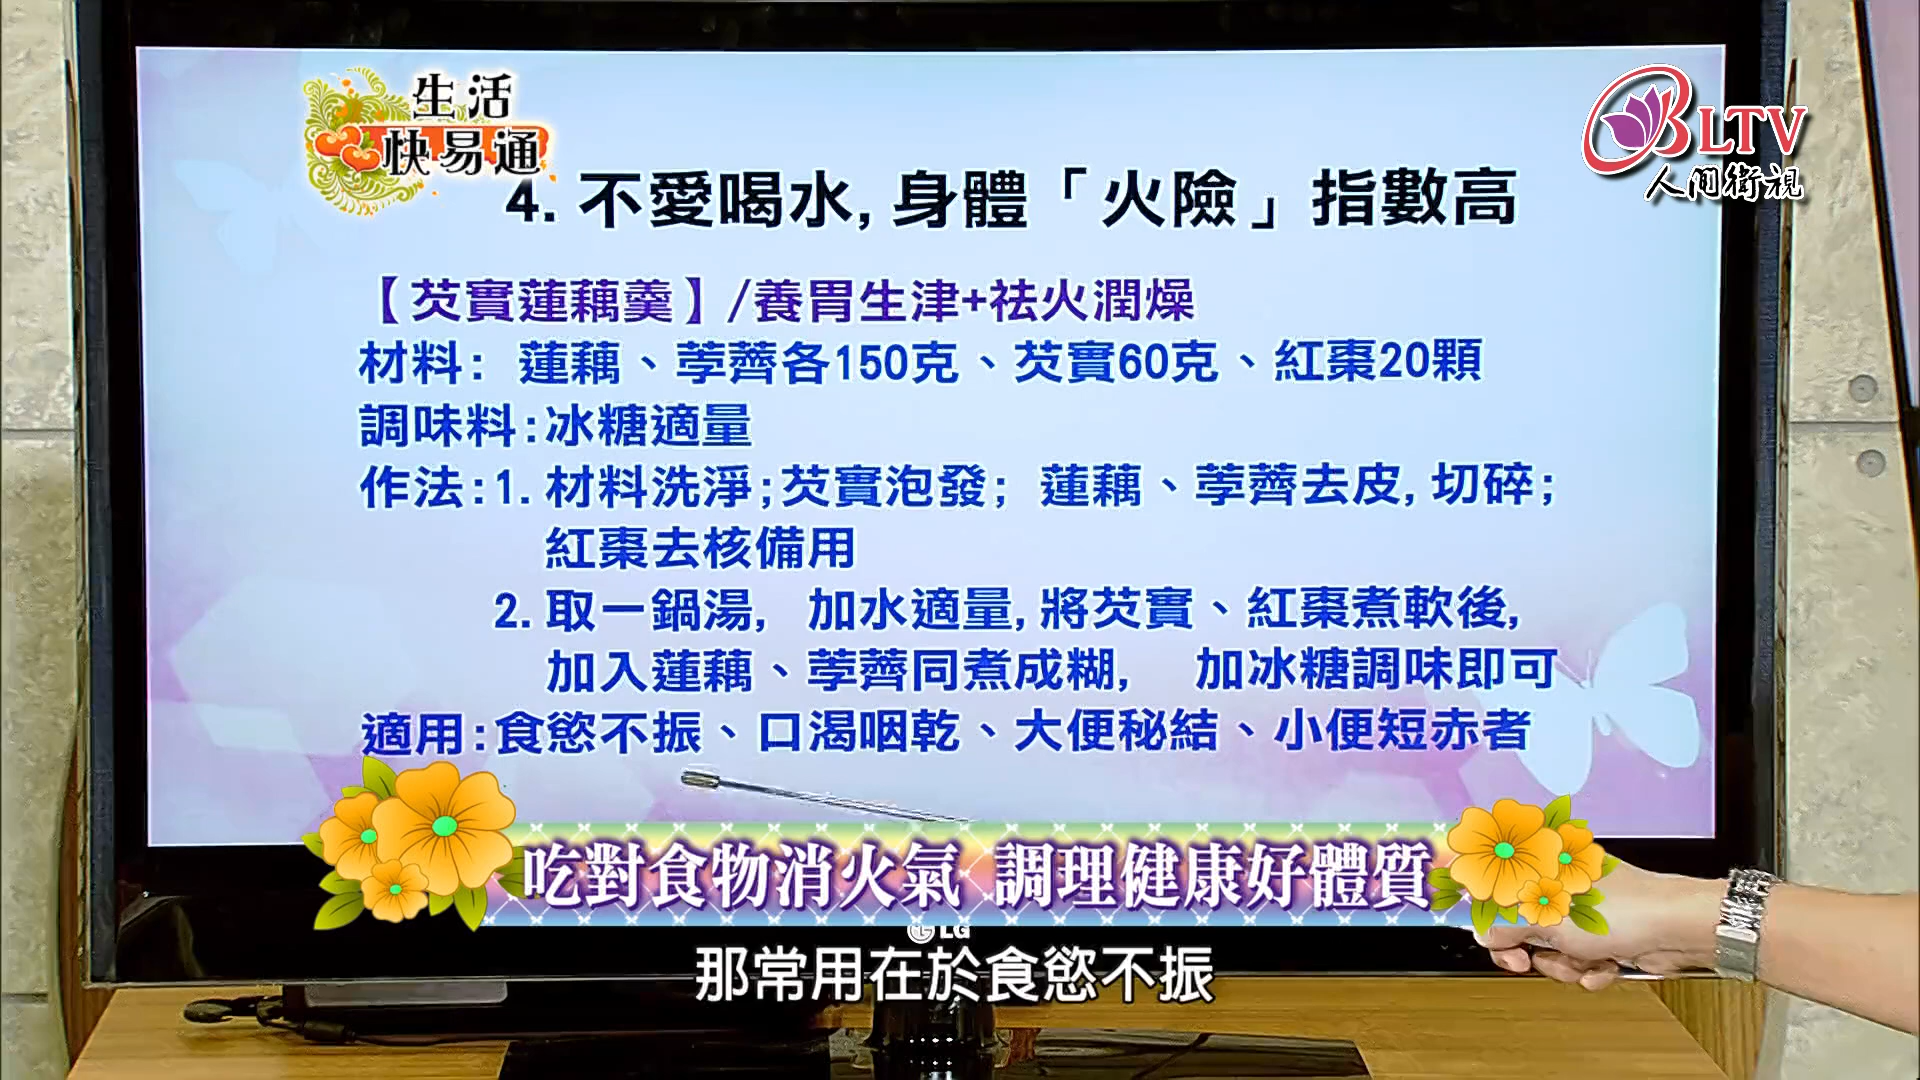 生活
快易通
BLTV
人間衛視
4.不愛喝水,身體「火險」指數高
【芡實蓮藕羹】/養胃生津+祛火潤燥
材料: 蓮藕、荸薺各150克、芡實60克、紅棗20顆
調味料:冰糖適量
作法:1.材料洗淨;芡實泡發; 蓮藕、荸薺去皮,切碎;
紅棗去核備用
2.取一鍋湯, 加水適量,將芡實、紅棗煮軟後,
加入蓮藕、荸薺同煮成糊, 加冰糖調味即可
適用:食慾不振、口渴咽乾、大便秘結、小便短赤者
吃對食物消火氣 調理健康好體質
LG
那常用在於食慾不振